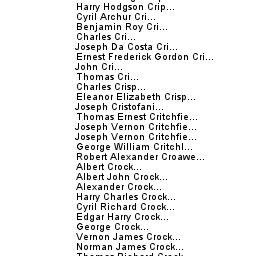 Harry Hodgson Crip...
Cyril Archur Cri...
Benjamin Roy Cri...
Charles Cri...
Joseph Da Costa Cri...
Ernest Frederick Gordon Cri...
John Cri...
Thomas Cri...
Charles Crisp...
Eleanor Elizabeth Crisp...
Joseph Cristofani...
Thomas Ernest Critchfie...
Joseph Vernon Critchfie...
Joseph Vernon Critchfie...
George William Critchl...
Robert Alexander Croawe...
Albert Crock...
Albert John Crock...
Alexander Crock...
Harry Charles Crock...
Cyril Richard Crock...
Edgar Harry Crock...
George Crock...
Vernon James Crock...
Norman James Crock...
Thomas Richard Crock...